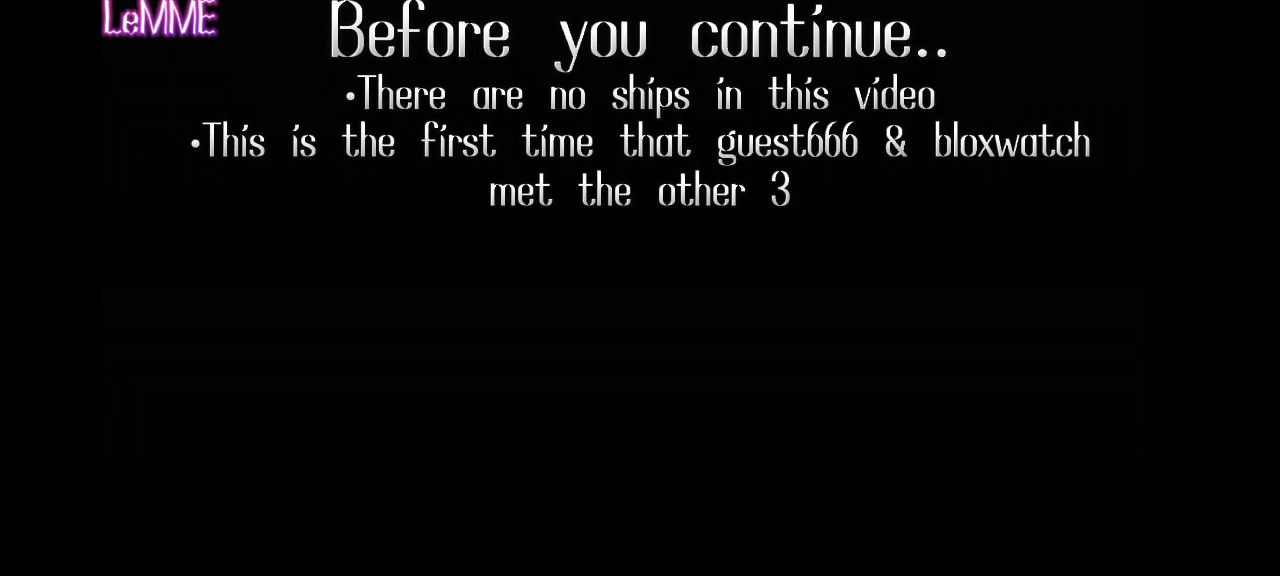 LeMME
Before you continue..
•There are no ships in this video
•This is the first time that guest666 & bloxwatch
met the other 3